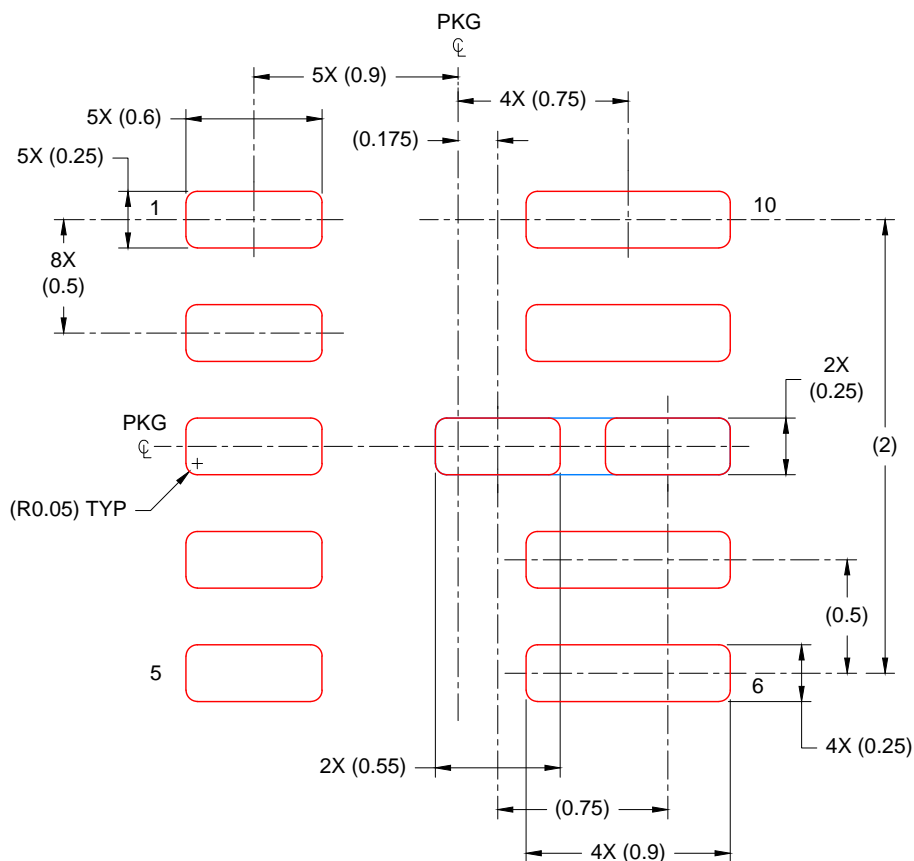 PKG
℄
5X (0.9)
4X (0.75)
5X (0.6)
(0.175)
5X (0.25)
1
10
8X
(0.5)
2X
(0.25)
PKG
℄
(2)
(R0.05) TYP
(0.5)
5
6
4X (0.25)
2X (0.55)
(0.75)
4X (0.9)